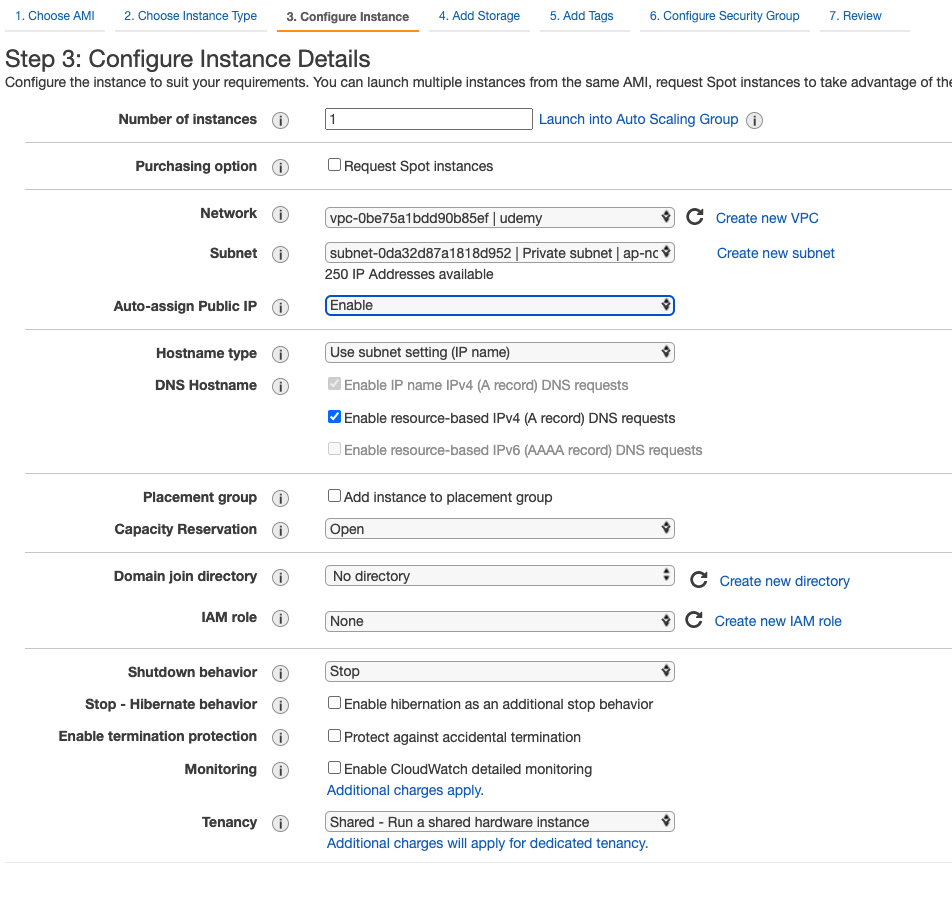 1. Choose AMI 2. Choose Instance Type 3. Configure Instance 4. Add Storage 5. Add Tags 6. Configure Security Group 7. Review
Step 3: Configure Instance Details
Configure the instance to suit your requirements. You can launch multiple instances from the same AMI, request Spot instances to take advantage of the
Number of instances i 1 Launch into Auto Scaling Group i
Purchasing option i Request Spot instances
Network i vpc-0be75a1bdd90b85ef | udemy Create new VPC
Subnet i subnet-0da32d87a1818d952 | Private subnet | ap-nc Create new subnet
250 IP Addresses available
Auto-assign Public IP i Enable
Hostname type i Use subnet setting (IP name)
DNS Hostname i Enable IP name IPv4 (A record) DNS requests
Enable resource-based IPv4 (A record) DNS requests
Enable resource-based IPv6 (AAAA record) DNS requests
Placement group i Add instance to placement group
Capacity Reservation i Open
Domain join directory i No directory Create new directory
IAM role i None Create new IAM role
Shutdown behavior i Stop
Stop - Hibernate behavior i Enable hibernation as an additional stop behavior
Enable termination protection i Protect against accidental termination
Monitoring i Enable CloudWatch detailed monitoring
Additional charges apply.
Tenancy i Shared - Run a shared hardware instance
Additional charges will apply for dedicated tenancy.